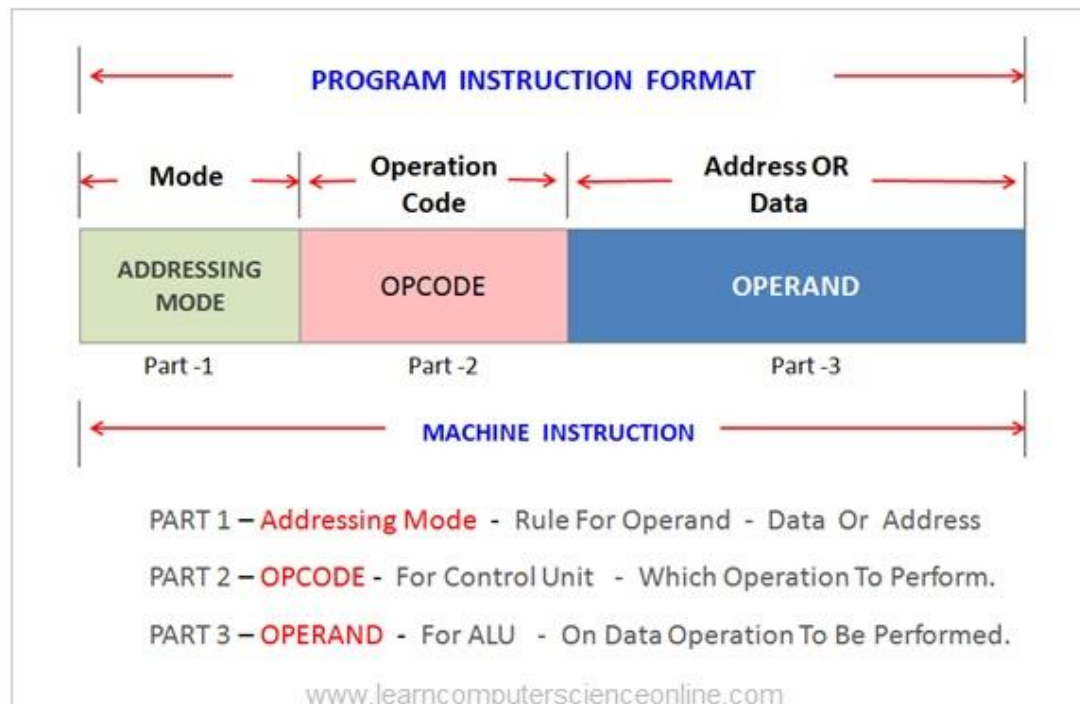 PROGRAM INSTRUCTION FORMAT
Mode
Operation
Code
Address OR
Data
ADDRESSING
MODE
OPCODE
OPERAND
Part -1
Part -2
Part -3
MACHINE INSTRUCTION
PART 1 – Addressing Mode - Rule For Operand - Data Or Address
PART 2 – OPCODE - For Control Unit - Which Operation To Perform.
PART 3 – OPERAND - For ALU - On Data Operation To Be Performed.
www.learncomputerscienceonline.com